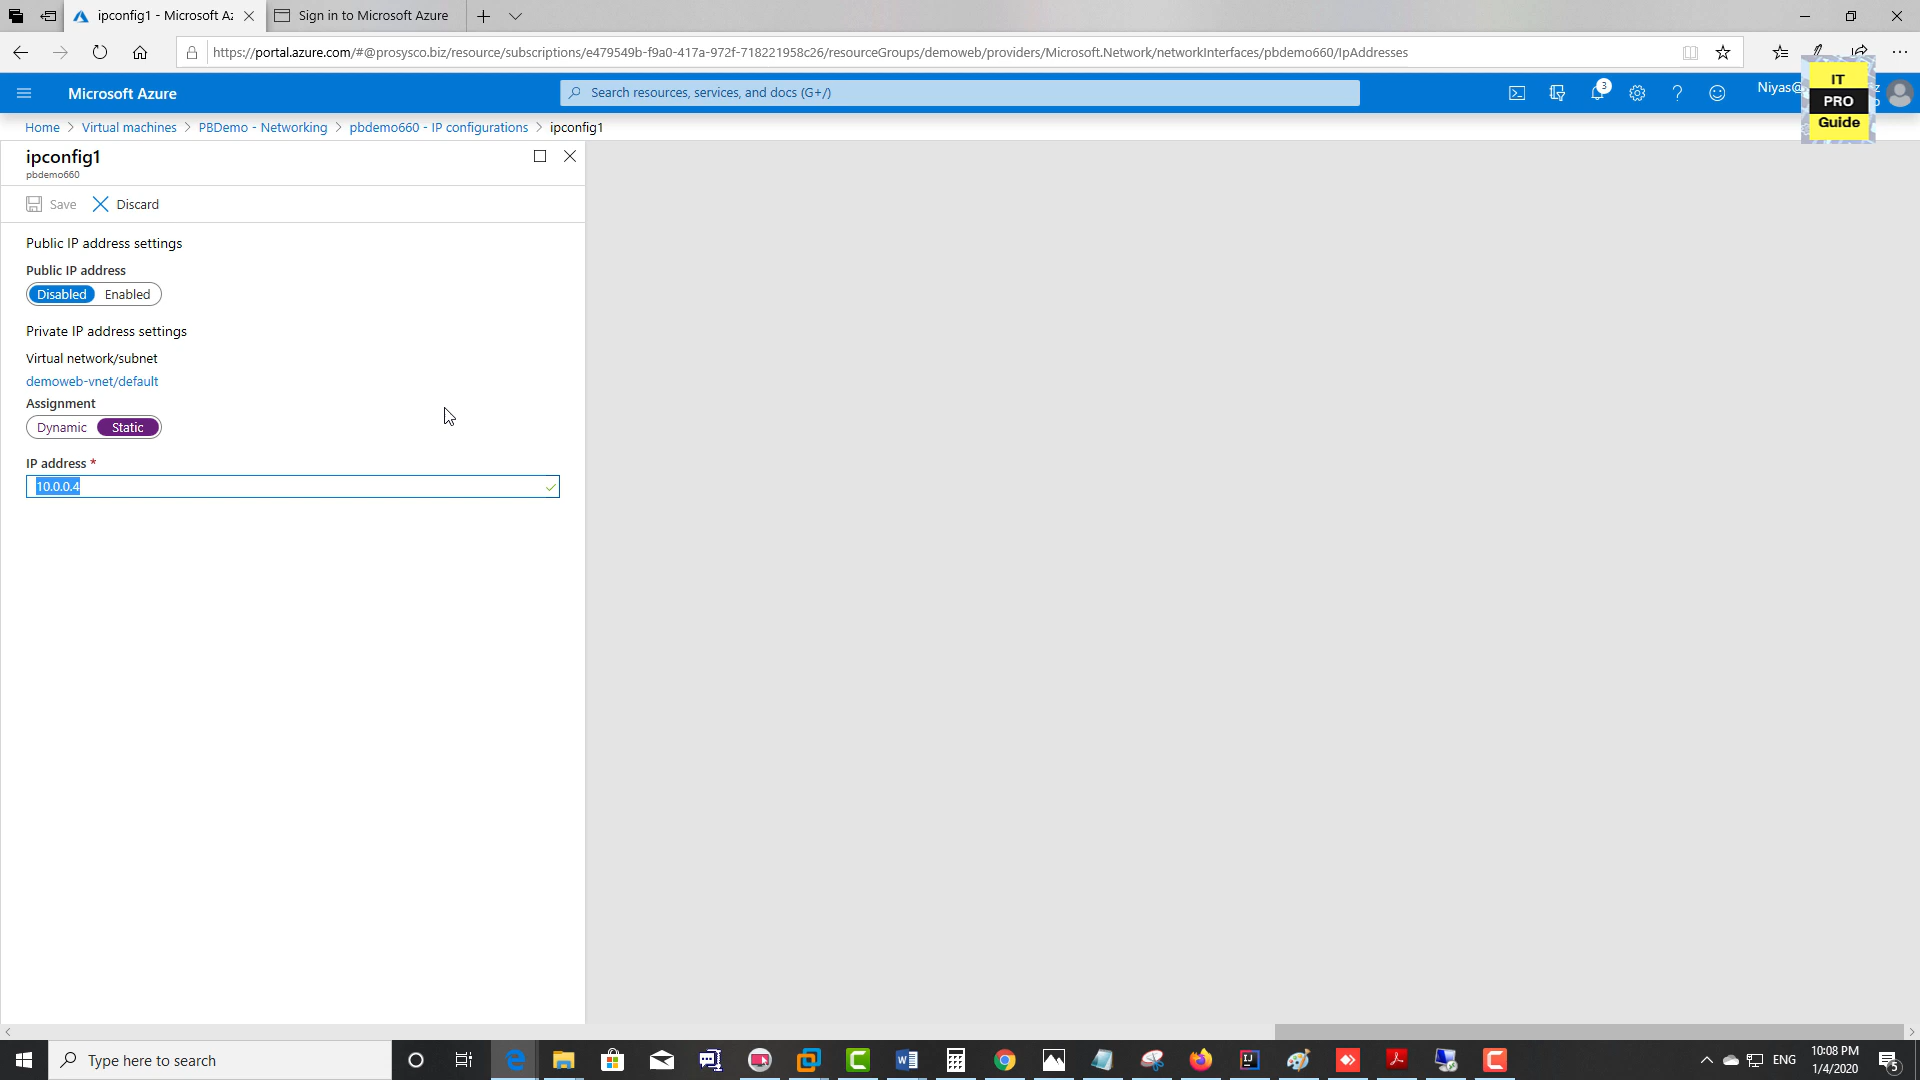 ipconfig1 - Microsoft Az
Sign in to Microsoft Azure
https://portal.azure.com/#@prosysco.biz/resource/subscriptions/e479549b-f9a0-417a-972f-718221958c26/resourceGroups/demoweb/providers/Microsoft.Network/networkInterfaces/pbdemo660/IpAddresses
Microsoft Azure
Search resources, services, and docs (G+/)
3
Niyas@
IT
PRO
Guide
Home > Virtual machines > PBDemo - Networking > pbdemo660 - IP configurations > ipconfig1
ipconfig1
pbdemo660
Save
Discard
Public IP address settings
Public IP address
Disabled Enabled
Private IP address settings
Virtual network/subnet
demoweb-vnet/default
Assignment
Dynamic Static
IP address *
10.0.0.4
Type here to search
ENG
10:08 PM
1/4/2020
5